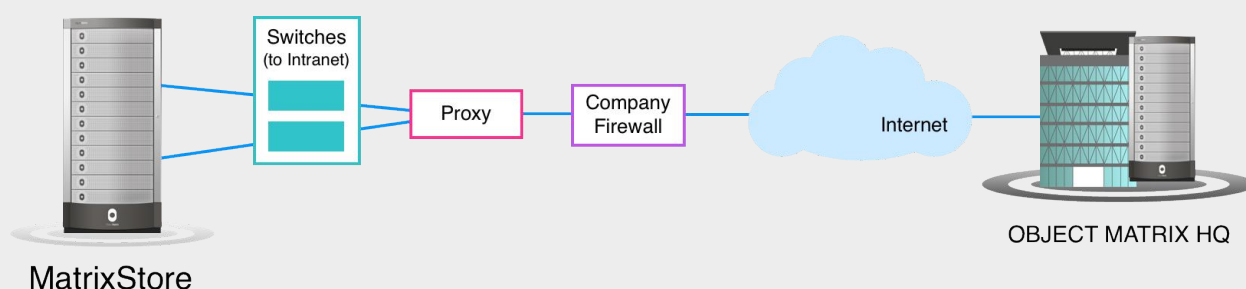 Switches
(to Intranet)
Proxy
Company
Firewall
Internet
MatrixStore
OBJECT MATRIX HQ